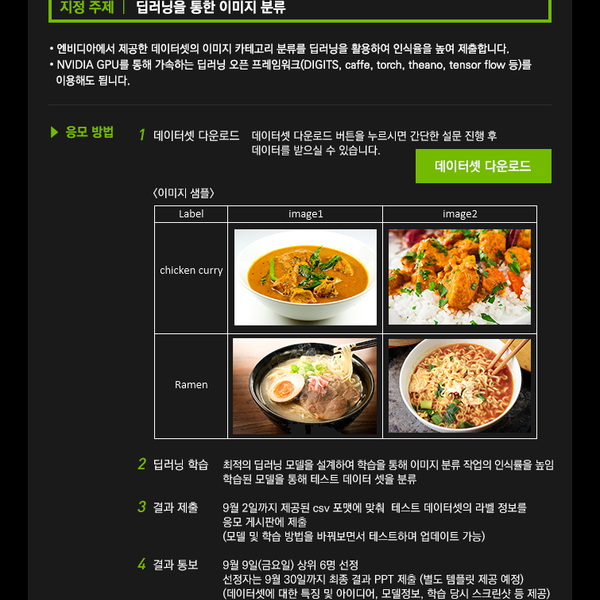 지정 주제 | 딥러닝을 통한 이미지 분류
• 엔비디아에서 제공한 데이터셋의 이미지 카테고리 분류를 딥러닝을 활용하여 인식율을 높여 제출합니다.
• NVIDIA GPU를 통해 가속하는 딥러닝 오픈 프레임워크(DIGITS, caffe, torch, theano, tensor flow 등)를
이용해도 됩니다.
▶ 응모 방법
1 데이터셋 다운로드 데이터셋 다운로드 버튼을 누르시면 간단한 설문 진행 후
데이터를 받으실 수 있습니다.
데이터셋 다운로드
<이미지 샘플>
Label image1 image2
chicken curry
Ramen
2 딥러닝 학습 최적의 딥러닝 모델을 설계하여 학습을 통해 이미지 분류 작업의 인식률을 높임
학습된 모델을 통해 테스트 데이터 셋을 분류
3 결과 제출 9월 2일까지 제공된 csv 포맷에 맞춰 테스트 데이터셋의 라벨 정보를
응모 게시판에 제출
(모델 및 학습 방법을 바꿔보면서 테스트하며 업데이트 가능)
4 결과 통보 9월 9일(금요일) 상위 6명 선정
선정자는 9월 30일까지 최종 결과 PPT 제출 (별도 템플릿 제공 예정)
(데이터셋에 대한 특징 및 아이디어, 모델정보, 학습 당시 스크린샷 등 제공)